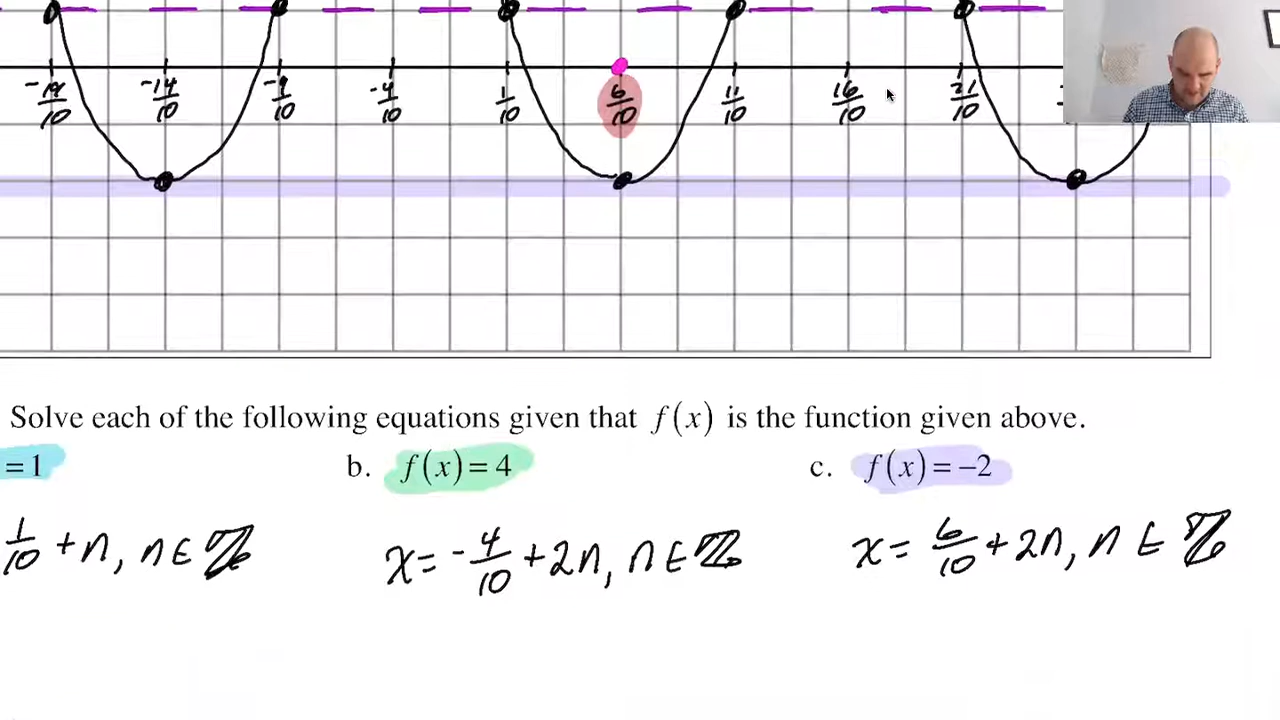 -19/10 -14/10 -9/10 -4/10 1/10 6/10 11/10 16/10 21/10
Solve each of the following equations given that f(x) is the function given above.
= 1 b. f(x) = 4 c. f(x) = -2
1/10 + n, n ∈ ℤ x = -4/10 + 2n, n ∈ ℤ x = 6/10 + 2n, n ∈ ℤ